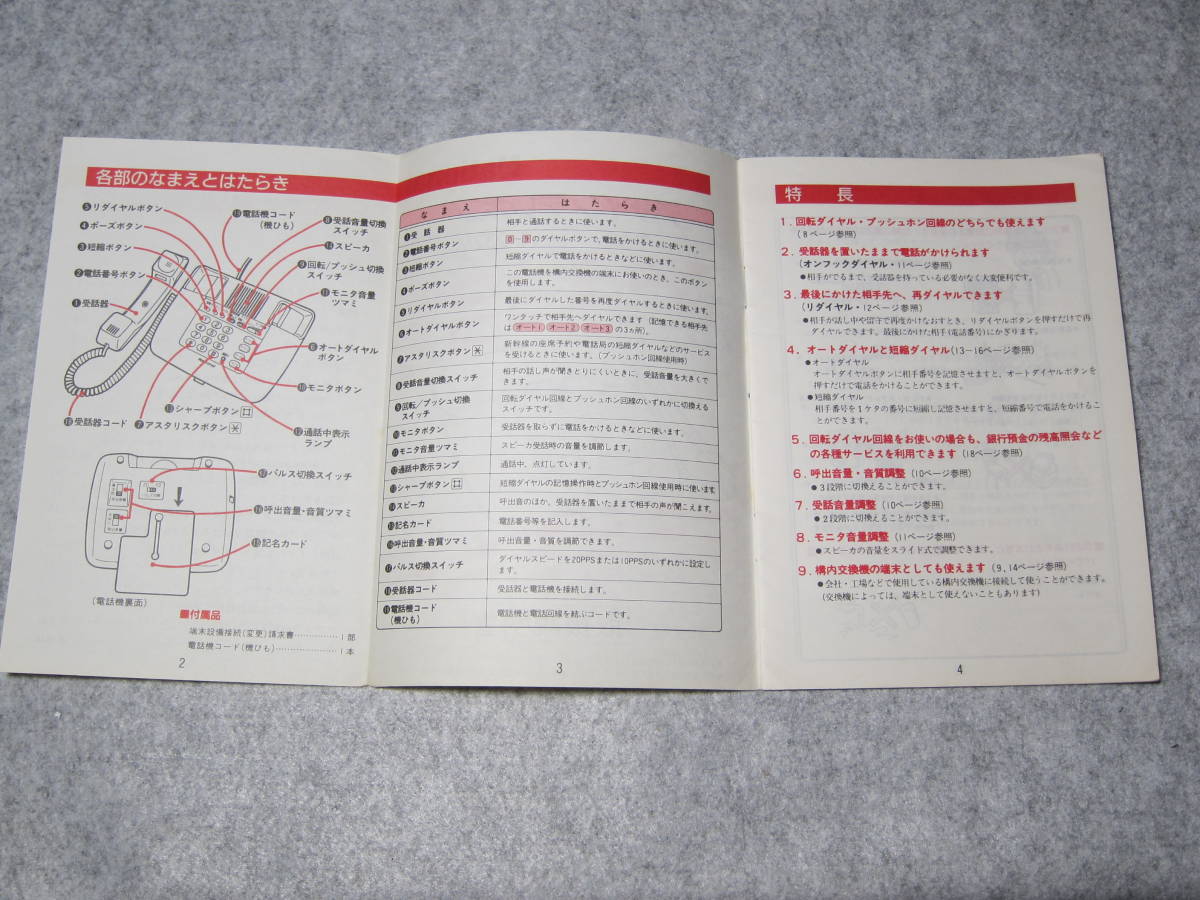 各部のなまえとはたらき
❺リダイヤルボタン
❹ポーズボタン
❸短縮ボタン
❷電話番号ボタン
❶受話器
⓳電話機コード
(機ひも)
❽受話音量切換
スイッチ
⓮スピーカ
❾回転/プッシュ切換
スイッチ
⓫モニタ音量
ツマミ
❻オートダイヤル
ボタン
❿モニタボタン
⓭シャープボタン
⓲受話器コード
❼アスタリスクボタン
⓬通話中表示
ランプ
⓱パルス切換スイッチ
⓰呼出音量・音質ツマミ
⓯記名カード
(電話機裏面)
■付属品
端末設備接続(変更)請求書……………1部
電話機コード(機ひも)…………………1本
2
なまえ
はたらき
❶受話器
相手と通話するときに使います。
❷電話番号ボタン
0~9のダイヤルボタンで、電話をかけるときに使います。
❸短縮ボタン
短縮ダイヤルで電話をかけるときなどに使います。
❹ポーズボタン
この電話機を構内交換機の端末にお使いのとき、このボタン
を使用します。
❺リダイヤルボタン
最後にダイヤルした番号を再度ダイヤルするときに使います。
❻オートダイヤルボタン
ワンタッチで相手先へダイヤルできます(記憶できる相手先
はオート1 オート2 オート3の3ヵ所)。
❼アスタリスクボタン
新幹線の座席予約や電話局の短縮ダイヤルなどのサービス
を受けるときに使います。(プッシュホン回線使用時)
❽受話音量切換スイッチ
相手の話し声が聞きとりにくいときに、受話音量を大きくで
きます。
❾回転/プッシュ切換
スイッチ
回転ダイヤル回線とプッシュホン回線のいずれかに切換える
スイッチです。
❿モニタボタン
受話器を取らずに電話をかけるときなどに使います。
⓫モニタ音量ツマミ
スピーカ受話時の音量を調節します。
⓬通話中表示ランプ
通話中、点灯しています。
⓭シャープボタン
短縮ダイヤルの記憶操作時とプッシュホン回線使用時に使います
⓮スピーカ
呼出音のほか、受話器を置いたままで相手の声が聞こえます。
⓯記名カード
電話番号等を記入します。
⓰呼出音量・音質ツマミ
呼出音量・音質を調節できます。
⓱パルス切換スイッチ
ダイヤルスピードを20PPSまたは10PPSのいずれかに設定し
ます。
⓲受話器コード
受話器と電話機を接続します。
⓳電話機コード
(機ひも)
電話機と電話回線を結ぶコードです。
3
特長
1. 回転ダイヤル・プッシュホン回線のどちらでも使えます
(8ページ参照)
2. 受話器を置いたままで電話がかけられます
(オンフックダイヤル・11ページ参照)
●相手がでるまで、受話器を持っている必要がなく大変便利です。
3. 最後にかけた相手先へ、再ダイヤルできます
(リダイヤル・12ページ参照)
●相手が話し中や留守で再度かけなおすとき、リダイヤルボタンを押すだけで再
ダイヤルできます。最後にかけた相手(電話番号)にかぎります。
4. オートダイヤルと短縮ダイヤル(13-16ページ参照)
●オートダイヤル
オートダイヤルボタンに相手番号を記憶させますと、オートダイヤルボタンを
押すだけで電話をかけることができます。
●短縮ダイヤル
相手番号を1ケタの番号に短縮し記憶させますと、短縮番号で電話をかけるこ
とができます。
5. 回転ダイヤル回線をお使いの場合も、銀行預金の残高照会など
の各種サービスを利用できます(18ページ参照)
6. 呼出音量・音質調整(10ページ参照)
●3段階に切換えることができます。
7. 受話音量調整(10ページ参照)
●2段階に切換えることができます。
8. モニタ音量調整(11ページ参照)
●スピーカの音量をスライド式で調整できます。
9. 構内交換機の端末としても使えます(9,14ページ参照)
●会社・工場などで使用している構内交換機に接続して使うことができます。
(交換機によっては、端末として使えないこともあります)
4